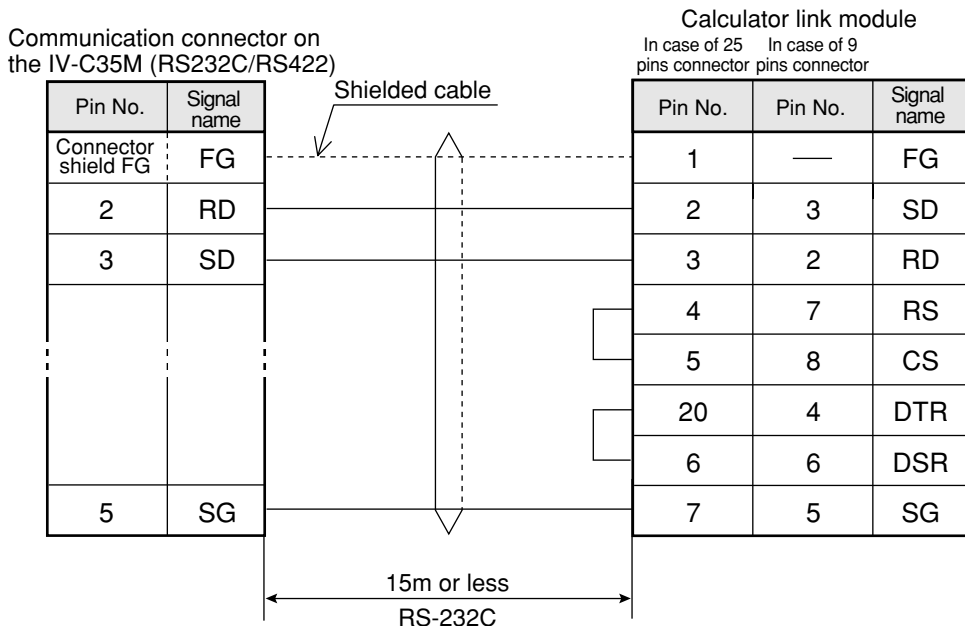 Calculator link module
Communication connector on
the IV-C35M (RS232C/RS422)
In case of 25
pins connector
In case of 9
pins connector
Shielded cable
Pin No. Signal
name
Pin No. Pin No. Signal
name
Connector
shield FG FG
1 — FG
2 RD
2 3 SD
3 SD
3 2 RD
4 7 RS
5 8 CS
20 4 DTR
6 6 DSR
5 SG
7 5 SG
15m or less
RS-232C